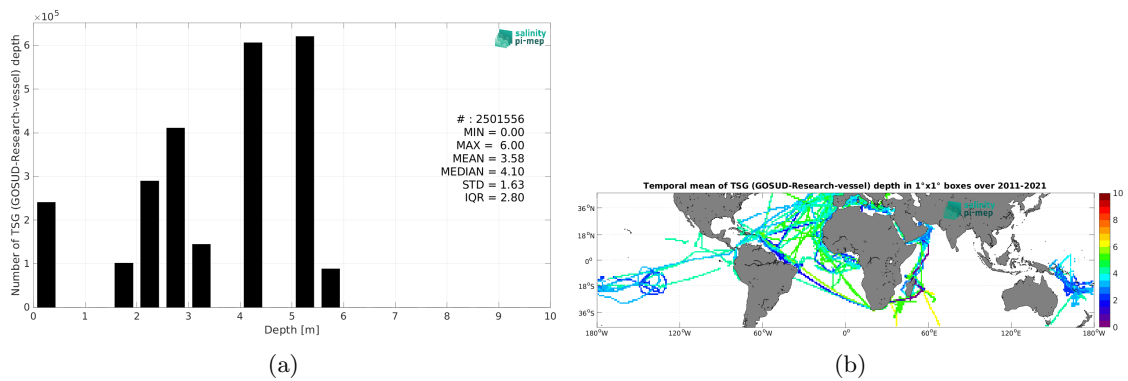 ×10⁵
6
5
4
3
2
1
0
Number of TSG (GOSUD-Research-vessel) depth
salinity
pi-mep
# : 2501556
MIN = 0.00
MAX = 6.00
MEAN = 3.58
MEDIAN = 4.10
STD = 1.63
IQR = 2.80
0 1 2 3 4 5 6 7 8 9 10
Depth [m]
(a)
Temporal mean of TSG (GOSUD-Research-vessel) depth in 1°x1° boxes over 2011-2021
salinity
pi-mep
36°N
18°N
0°
18°S
36°S
180°W 120°W 60°W 0° 60°E 120°E 180°E
10
8
6
4
2
0
(b)